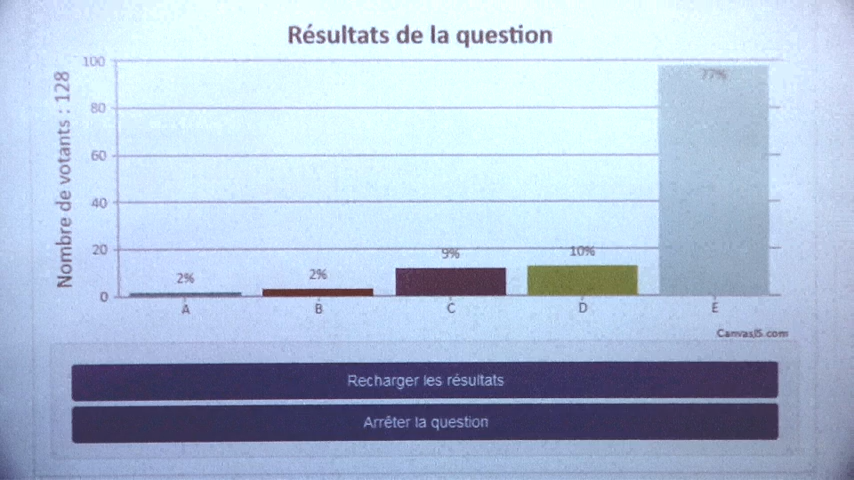 Résultats de la question
Nombre de votants : 128
100
80
60
40
20
0
2%
2%
9%
10%
77%
A
B
C
D
E
CanvasJS.com
Recharger les résultats
Arrêter la question